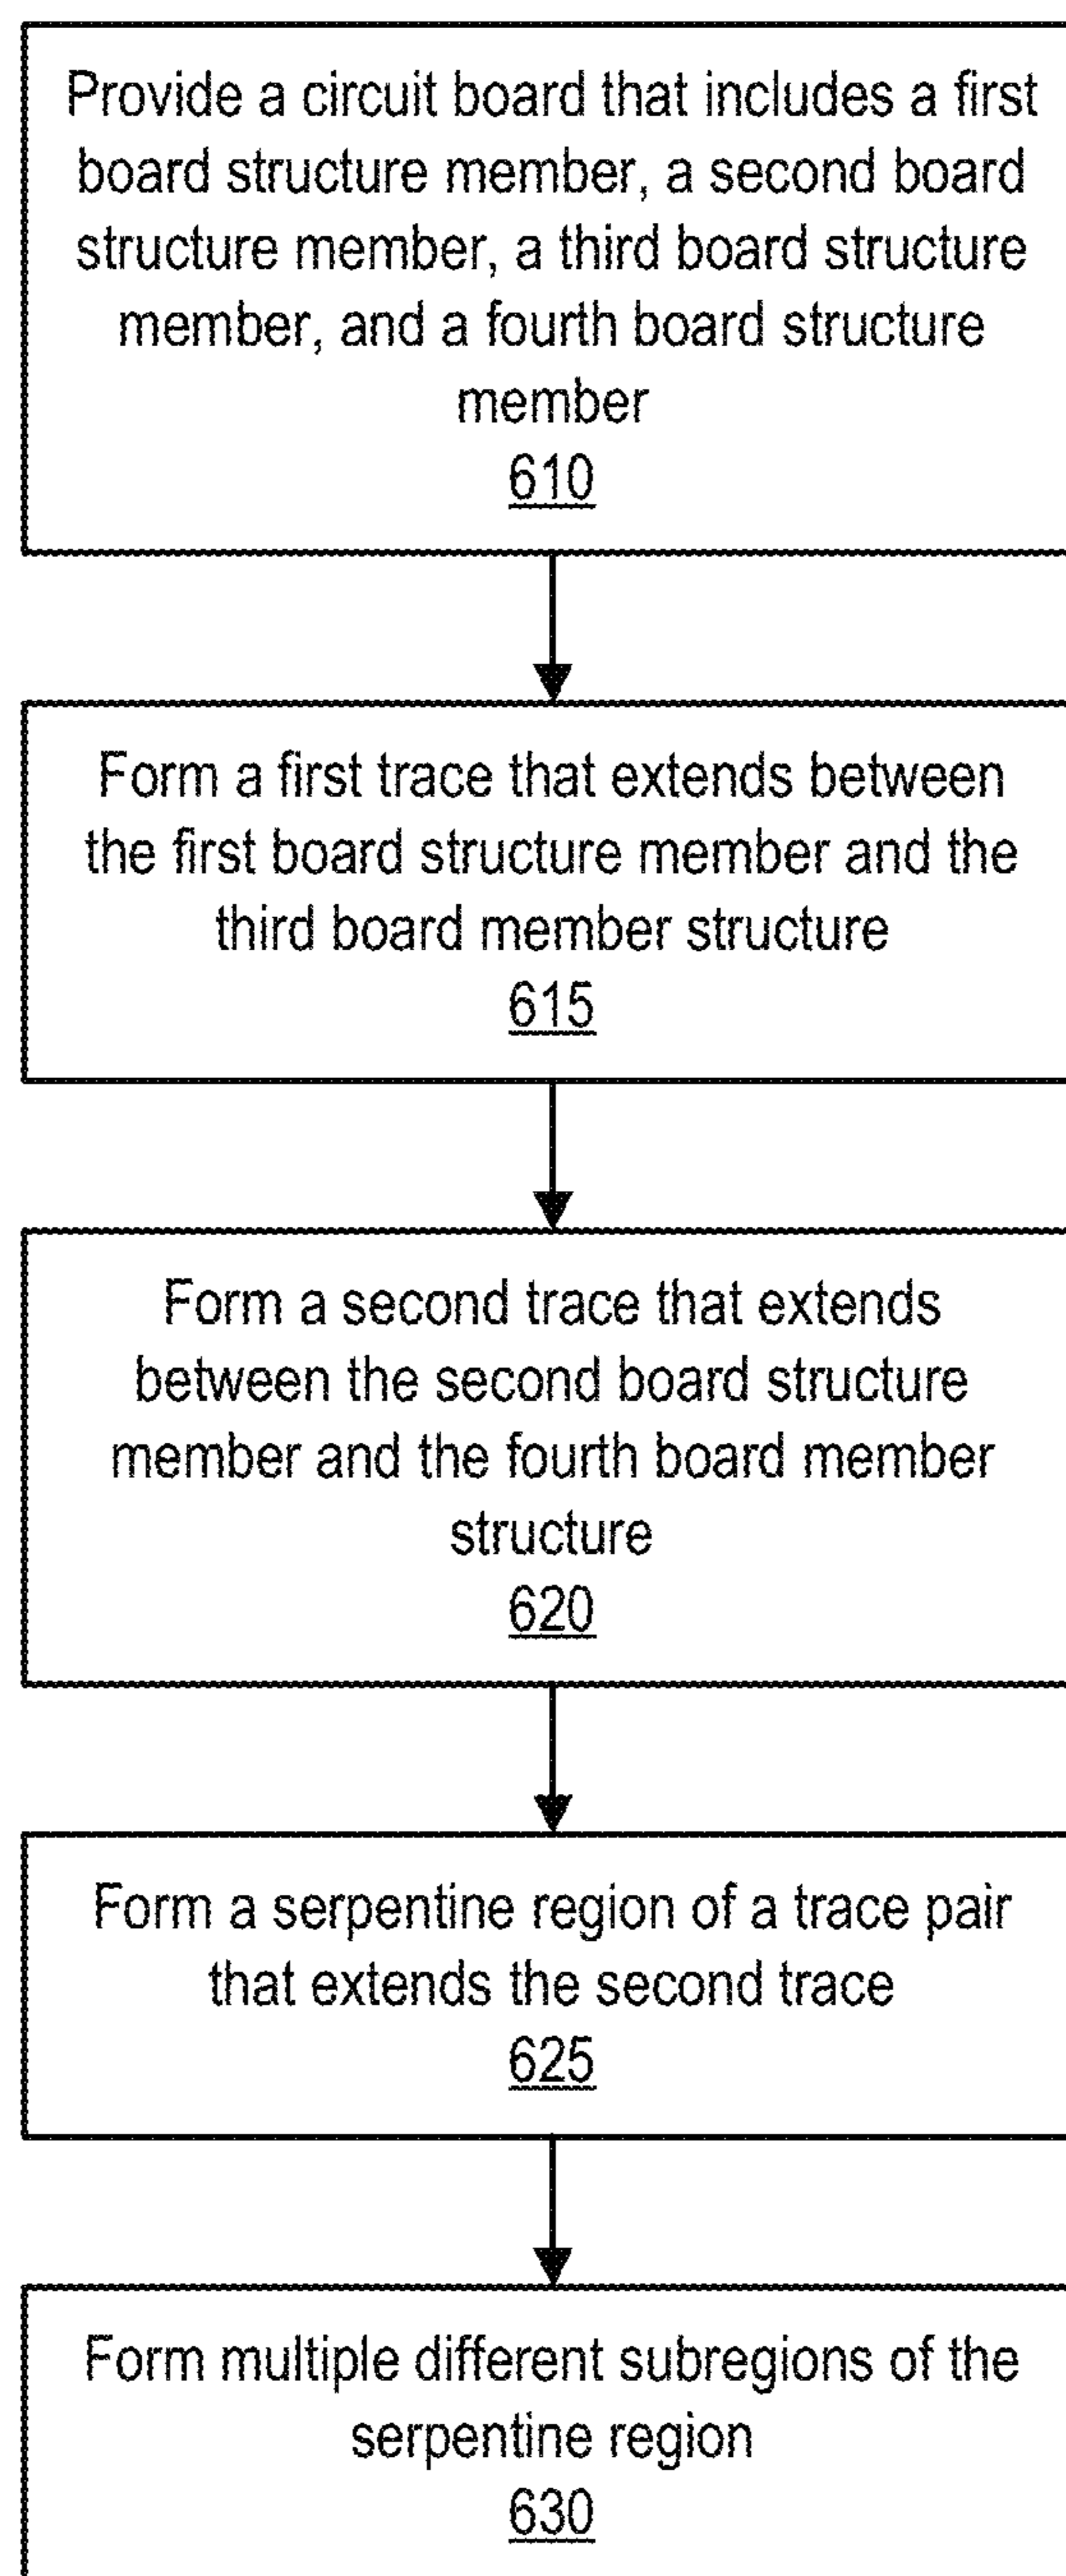 Provide a circuit board that includes a first
board structure member, a second board
structure member, a third board structure
member, and a fourth board structure
member
610
Form a first trace that extends between
the first board structure member and the
third board member structure
615
Form a second trace that extends
between the second board structure
member and the fourth board member
structure
620
Form a serpentine region of a trace pair
that extends the second trace
625
Form multiple different subregions of the
serpentine region
630